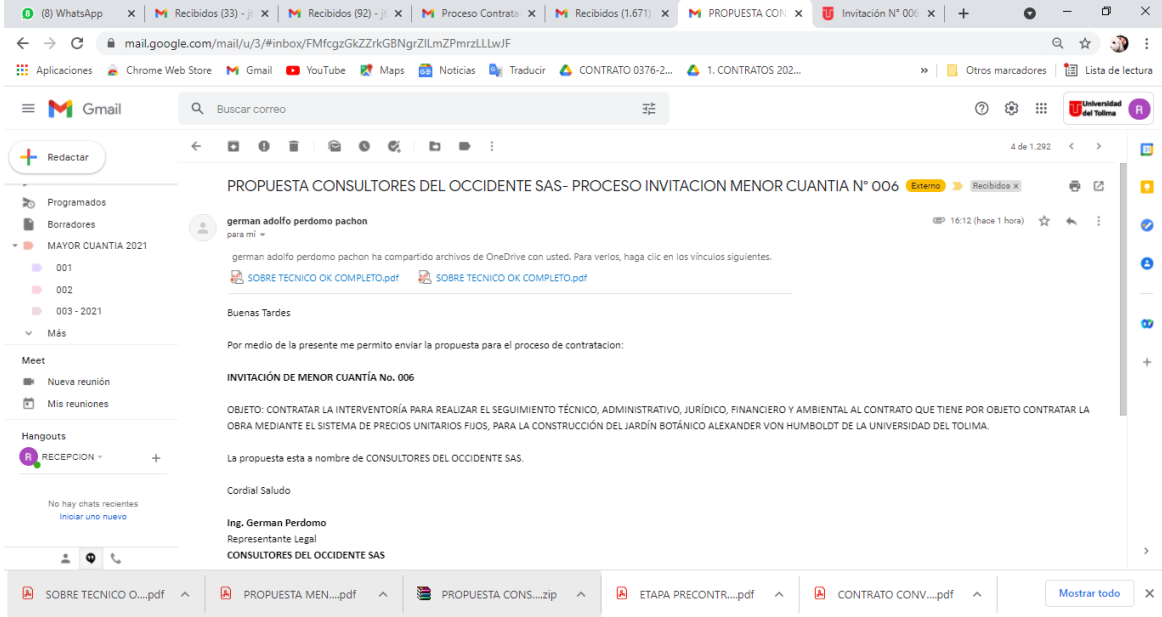 (8) WhatsApp
Recibidos (33) - jt
Recibidos (92) - jt
Proceso Contrata
Recibidos (1.671)
PROPUESTA CON
Invitación N° 006
mail.google.com/mail/u/3/#inbox/FMfcgzGkZZrkGBNgrZlLmZPmrzLLLwJF
Aplicaciones
Chrome Web Store
Gmail
YouTube
Maps
Noticias
Traducir
CONTRATO 0376-2...
1. CONTRATOS 202...
»
Otros marcadores
Lista de lectura
Gmail
Buscar correo
Universidad
del Tolima
R
Redactar
4 de 1.292
Programados
Borradores
MAYOR CUANTIA 2021
001
002
003 - 2021
Más
Meet
Nueva reunión
Mis reuniones
Hangouts
R RECEPCION
No hay chats recientes
Iniciar uno nuevo
PROPUESTA CONSULTORES DEL OCCIDENTE SAS- PROCESO INVITACION MENOR CUANTIA N° 006 Externo Recibidos x
german adolfo perdomo pachon
16:12 (hace 1 hora)
para mí
german adolfo perdomo pachon ha compartido archivos de OneDrive con usted. Para verlos, haga clic en los vínculos siguientes.
SOBRE TECNICO OK COMPLETO.pdf
SOBRE TECNICO OK COMPLETO.pdf
Buenas Tardes
Por medio de la presente me permito enviar la propuesta para el proceso de contratacion:
INVITACIÓN DE MENOR CUANTÍA No. 006
OBJETO: CONTRATAR LA INTERVENTORÍA PARA REALIZAR EL SEGUIMIENTO TÉCNICO, ADMINISTRATIVO, JURÍDICO, FINANCIERO Y AMBIENTAL AL CONTRATO QUE TIENE POR OBJETO CONTRATAR LA
OBRA MEDIANTE EL SISTEMA DE PRECIOS UNITARIOS FIJOS, PARA LA CONSTRUCCIÓN DEL JARDÍN BOTÁNICO ALEXANDER VON HUMBOLDT DE LA UNIVERSIDAD DEL TOLIMA.
La propuesta esta a nombre de CONSULTORES DEL OCCIDENTE SAS.
Cordial Saludo
Ing. German Perdomo
Representante Legal
CONSULTORES DEL OCCIDENTE SAS
SOBRE TECNICO O....pdf
PROPUESTA MEN....pdf
PROPUESTA CONS....zip
ETAPA PRECONTR....pdf
CONTRATO CONV....pdf
Mostrar todo